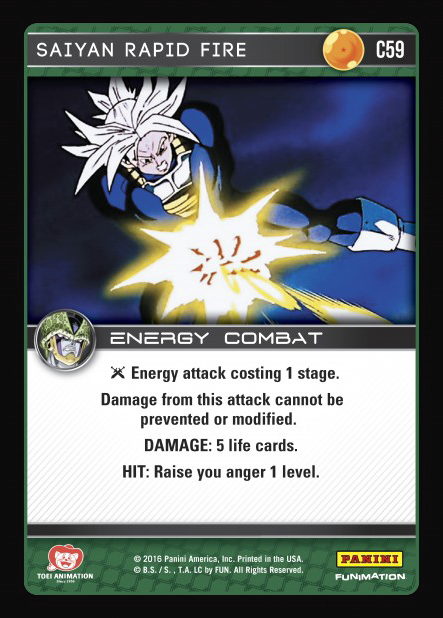 SAIYAN RAPID FIRE C59
ENERGY COMBAT
Energy attack costing 1 stage.
Damage from this attack cannot be
prevented or modified.
DAMAGE: 5 life cards.
HIT: Raise you anger 1 level.
TOEI ANIMATION
Since 1956
© 2016 Panini America, Inc. Printed in the USA.
© B.S. / S. , T.A. LC by FUN. All Rights Reserved.
PANINI
FUNIMATION